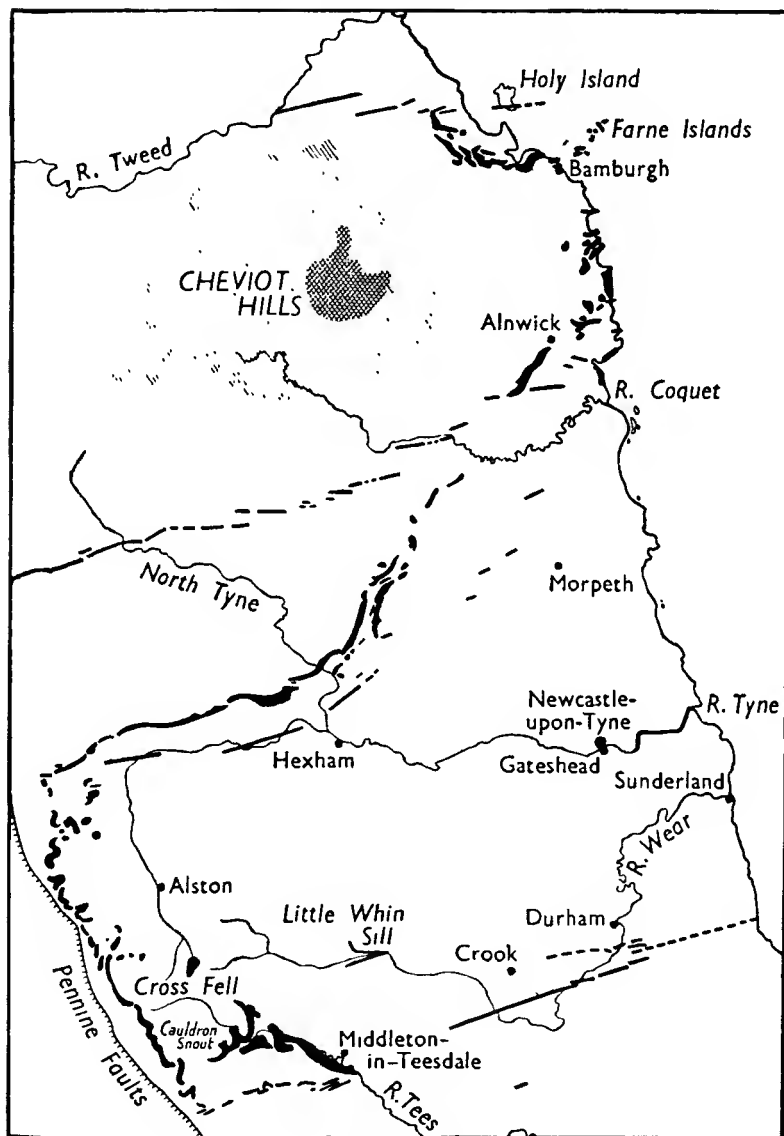 Holy Island
Farne Islands
R. Tweed
Bamburgh
CHEVIOT
HILLS
Alnwick
R. Coquet
North Tyne
Morpeth
Newcastle-
upon-Tyne
R. Tyne
Hexham
Gateshead
Sunderland
R. Wear
Alston
Little Whin
Sill
Durham
Crook
Cross Fell
Pennine Faults
Cauldron
Snout
Middleton-
in-Teesdale
R. Tees